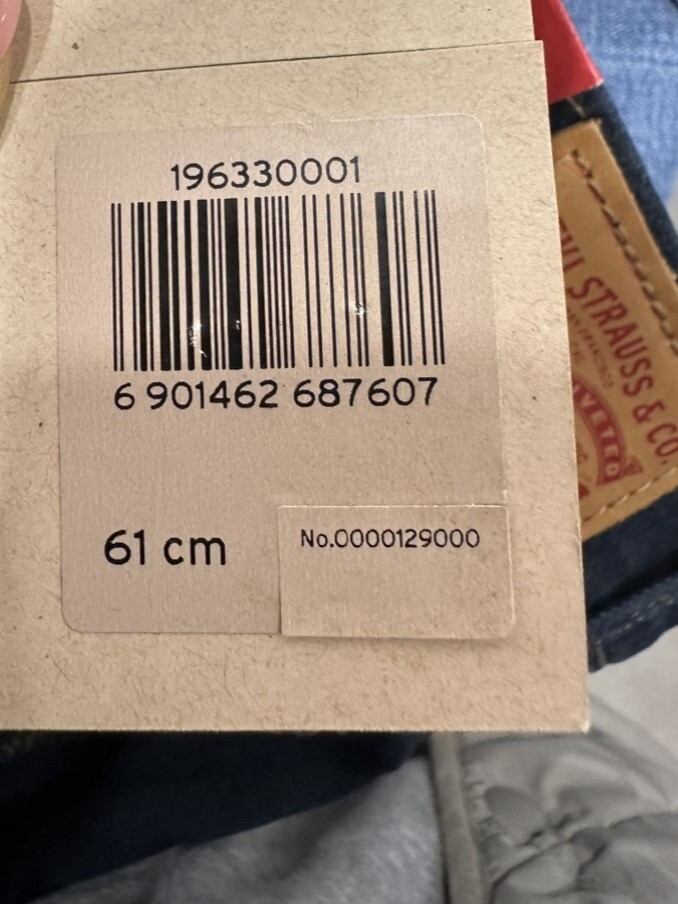 196330001
6 901462 687607
61 cm
No.0000129000
STRAUSS & CO.